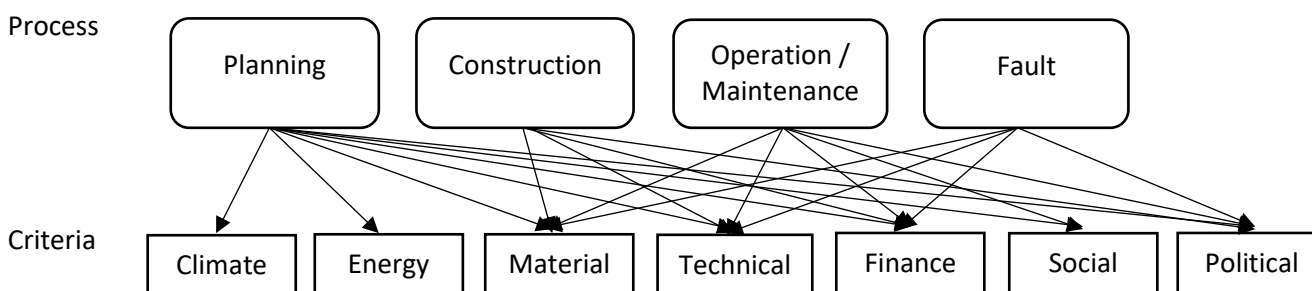 Process
Planning
Construction
Operation /
Maintenance
Fault
Criteria
Climate
Energy
Material
Technical
Finance
Social
Political